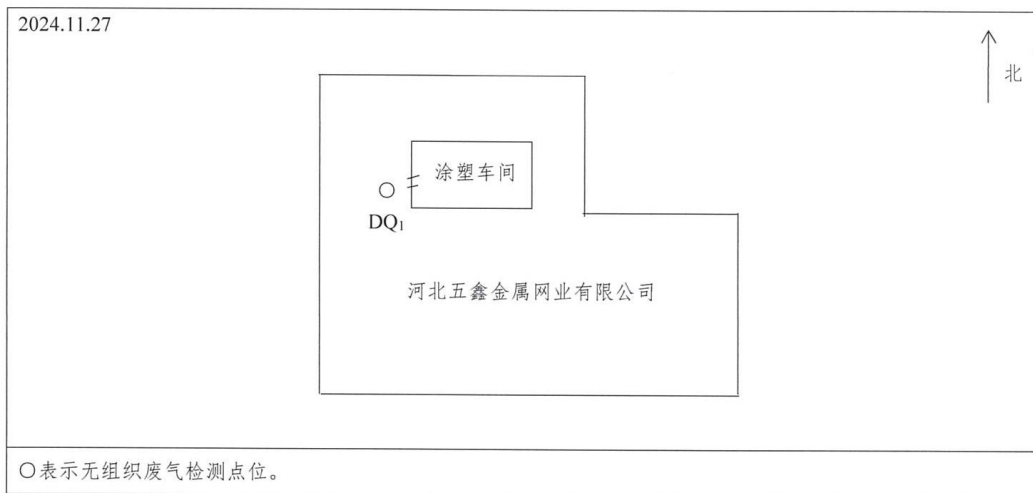 2024.11.27
北
涂塑车间
DQ₁
河北五鑫金属网业有限公司
○表示无组织废气检测点位。